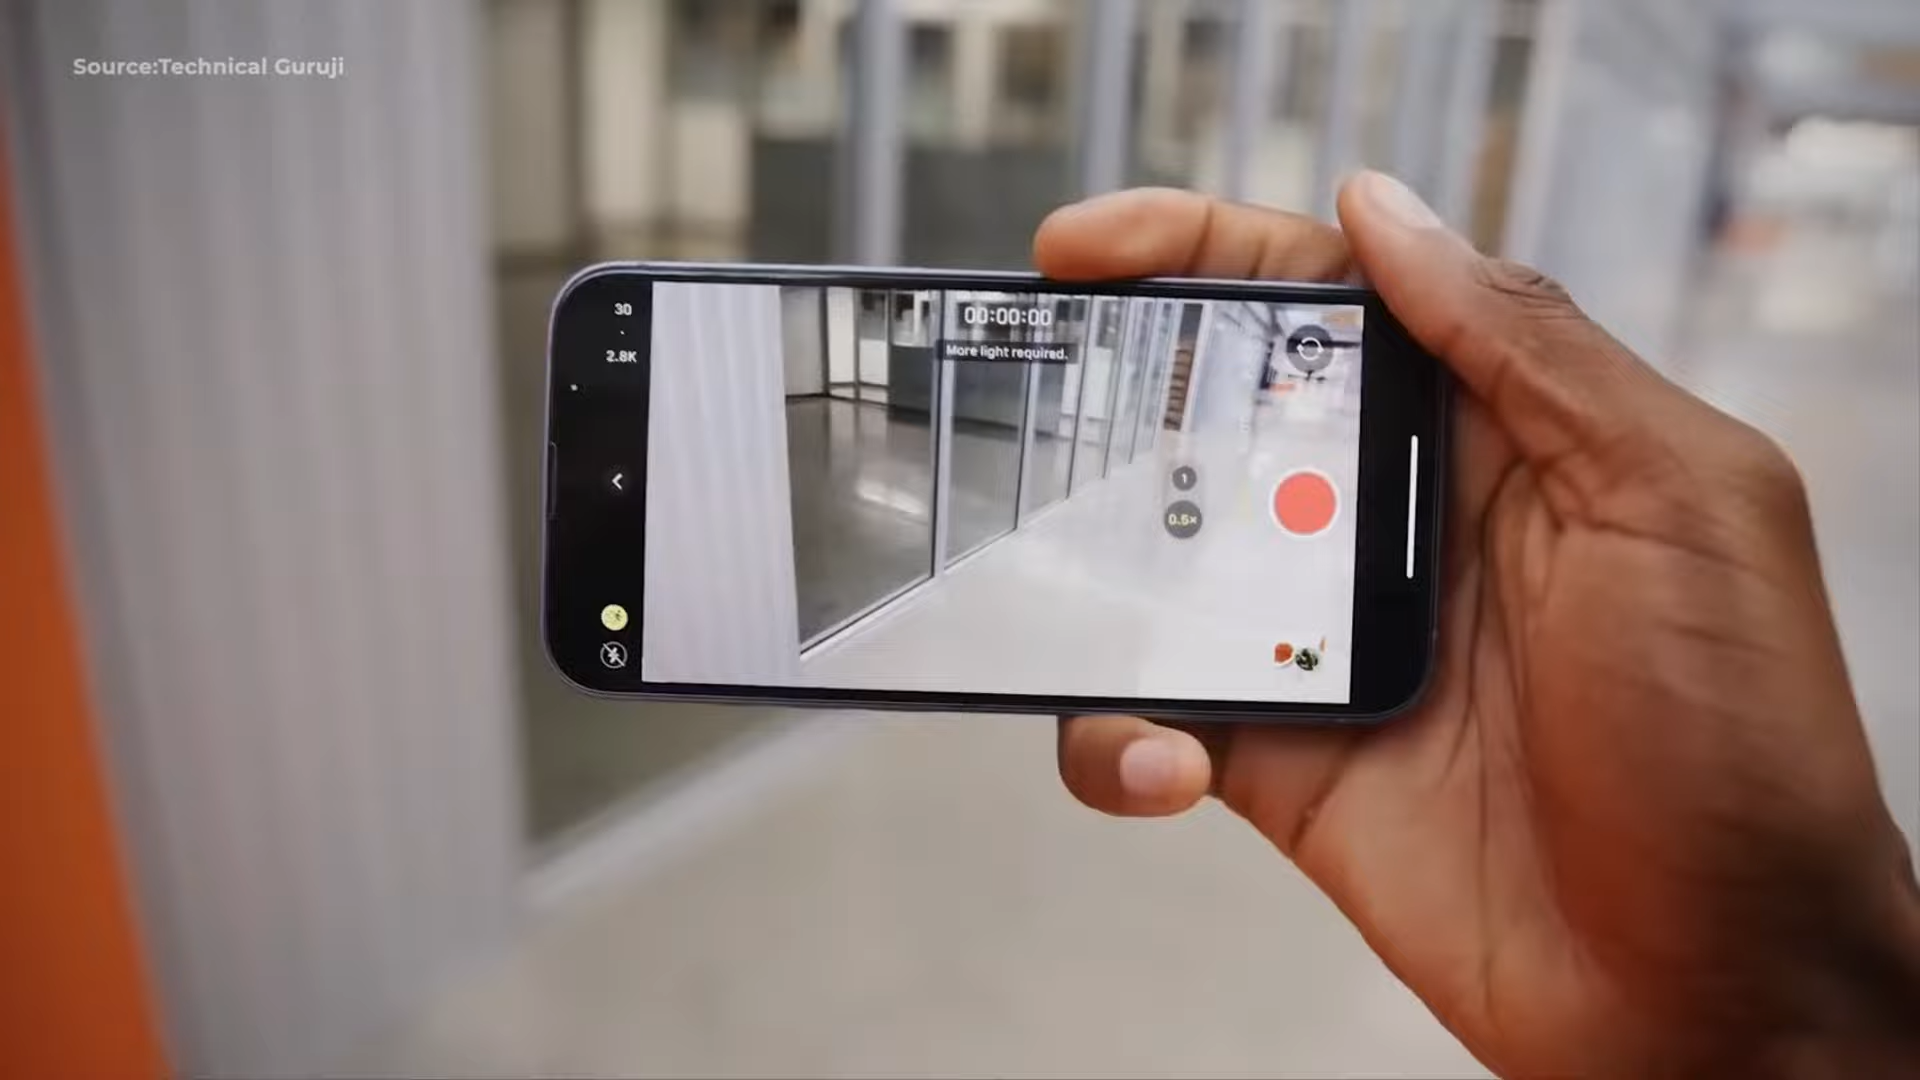 Source:Technical Guruji
30
2.8K
00:00:00
More light required.
1
0.5×